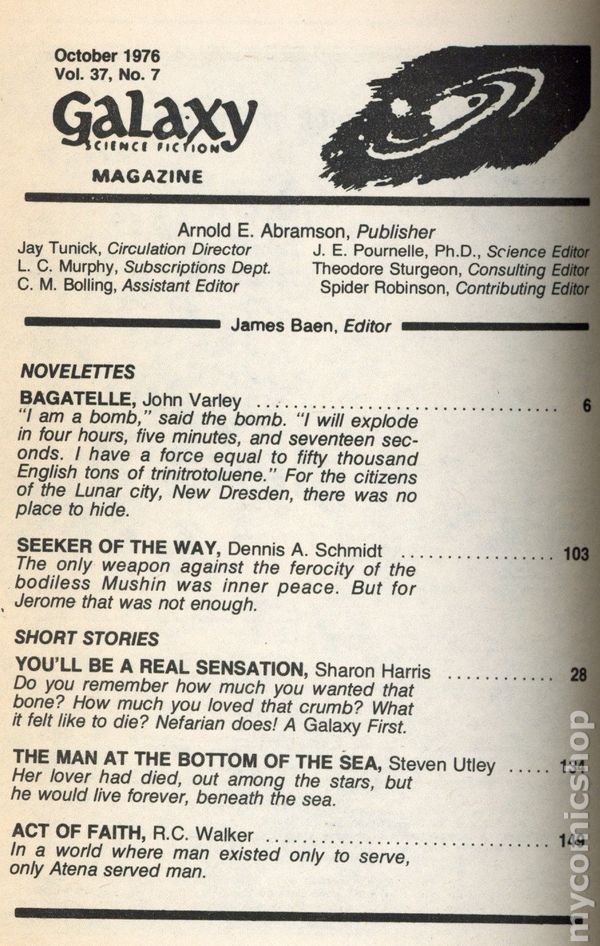 October 1976
Vol. 37, No. 7
Galaxy
SCIENCE FICTION
MAGAZINE
Arnold E. Abramson, Publisher
Jay Tunick, Circulation Director
J. E. Pournelle, Ph.D., Science Editor
L. C. Murphy, Subscriptions Dept.
Theodore Sturgeon, Consulting Editor
C. M. Bolling, Assistant Editor
Spider Robinson, Contributing Editor
James Baen, Editor
NOVELETTES
BAGATELLE, John Varley .............................. 6
"I am a bomb," said the bomb. "I will explode
in four hours, five minutes, and seventeen sec-
onds. I have a force equal to fifty thousand
English tons of trinitrotoluene." For the citizens
of the Lunar city, New Dresden, there was no
place to hide.
SEEKER OF THE WAY, Dennis A. Schmidt ................ 103
The only weapon against the ferocity of the
bodiless Mushin was inner peace. But for
Jerome that was not enough.
SHORT STORIES
YOU'LL BE A REAL SENSATION, Sharon Harris ........... 28
Do you remember how much you wanted that
bone? How much you loved that crumb? What
it felt like to die? Nefarian does! A Galaxy First.
THE MAN AT THE BOTTOM OF THE SEA, Steven Utley .....
Her lover had died, out among the stars, but
he would live forever, beneath the sea.
ACT OF FAITH, R.C. Walker ............................
In a world where man existed only to serve,
only Atena served man.
mycomicshop